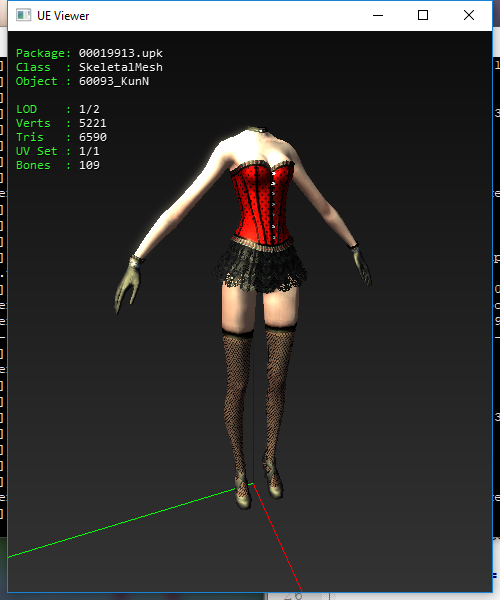 UE Viewer
Package: 00019913.upk
Class : SkeletalMesh
Object : 60093_KunN
LOD : 1/2
Verts : 5221
Tris : 6590
UV Set : 1/1
Bones : 109